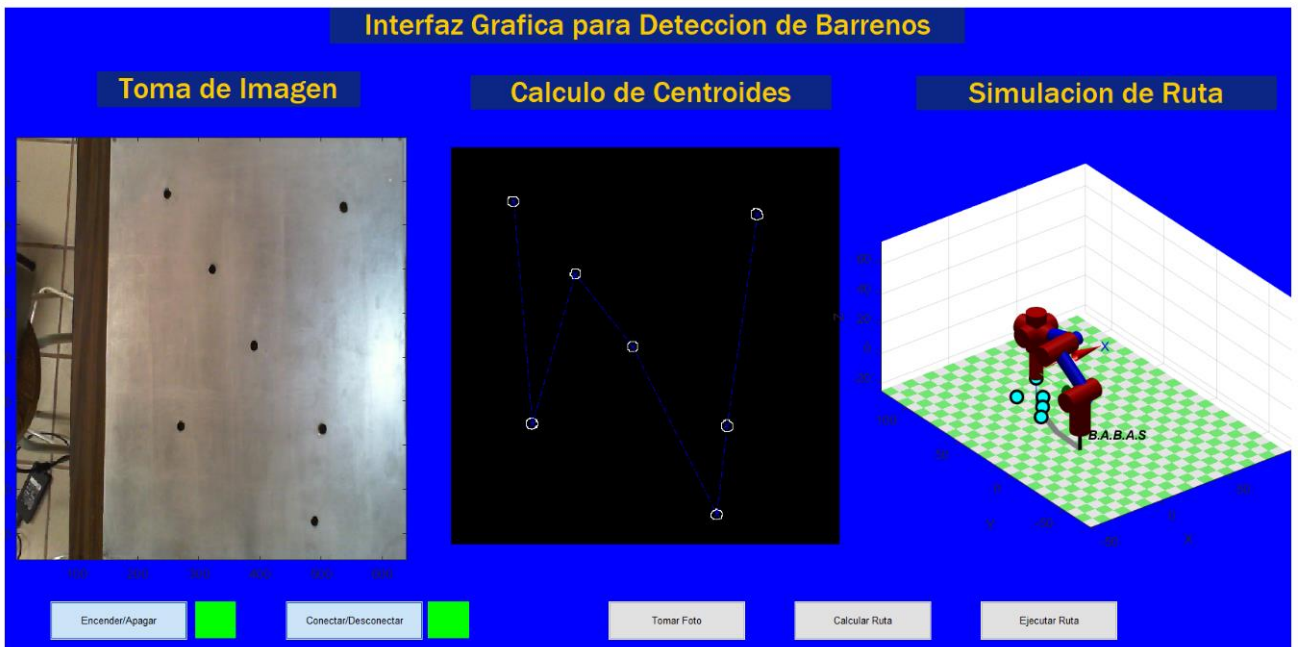 Interfaz Grafica para Deteccion de Barrenos
Toma de Imagen
Calculo de Centroides
Simulacion de Ruta
X
B.A.B.A.S
Encender/Apagar
Conectar/Desconectar
Tomar Foto
Calcular Ruta
Ejecutar Ruta